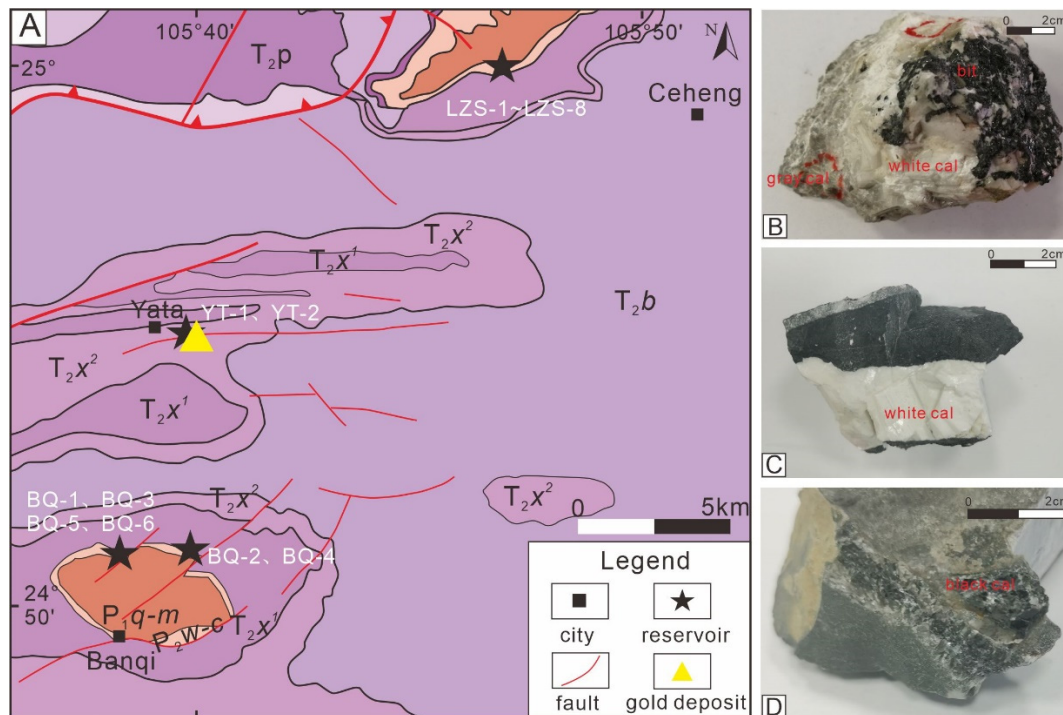 A
105°
40'
105° 50'
N
T₂p
25°
LZS-1~LZS-8
Ceheng
T₂x²
T₂x¹
T₂b
Yata
YT-1、YT-2
T₂x²
T₂x¹
BQ-1、BQ-3
BQ-5、BQ-6
T₂x²
BQ-2、BQ-4
T₂x²
0
5km
24°
50'
P₁q-m
P₂w-c
T₂x¹
Banqi
Legend
city
reservoir
fault
gold deposit
0
2cm
bit
white cal
gray cal
B
0
2cm
white cal
C
0
2cm
black cal
D